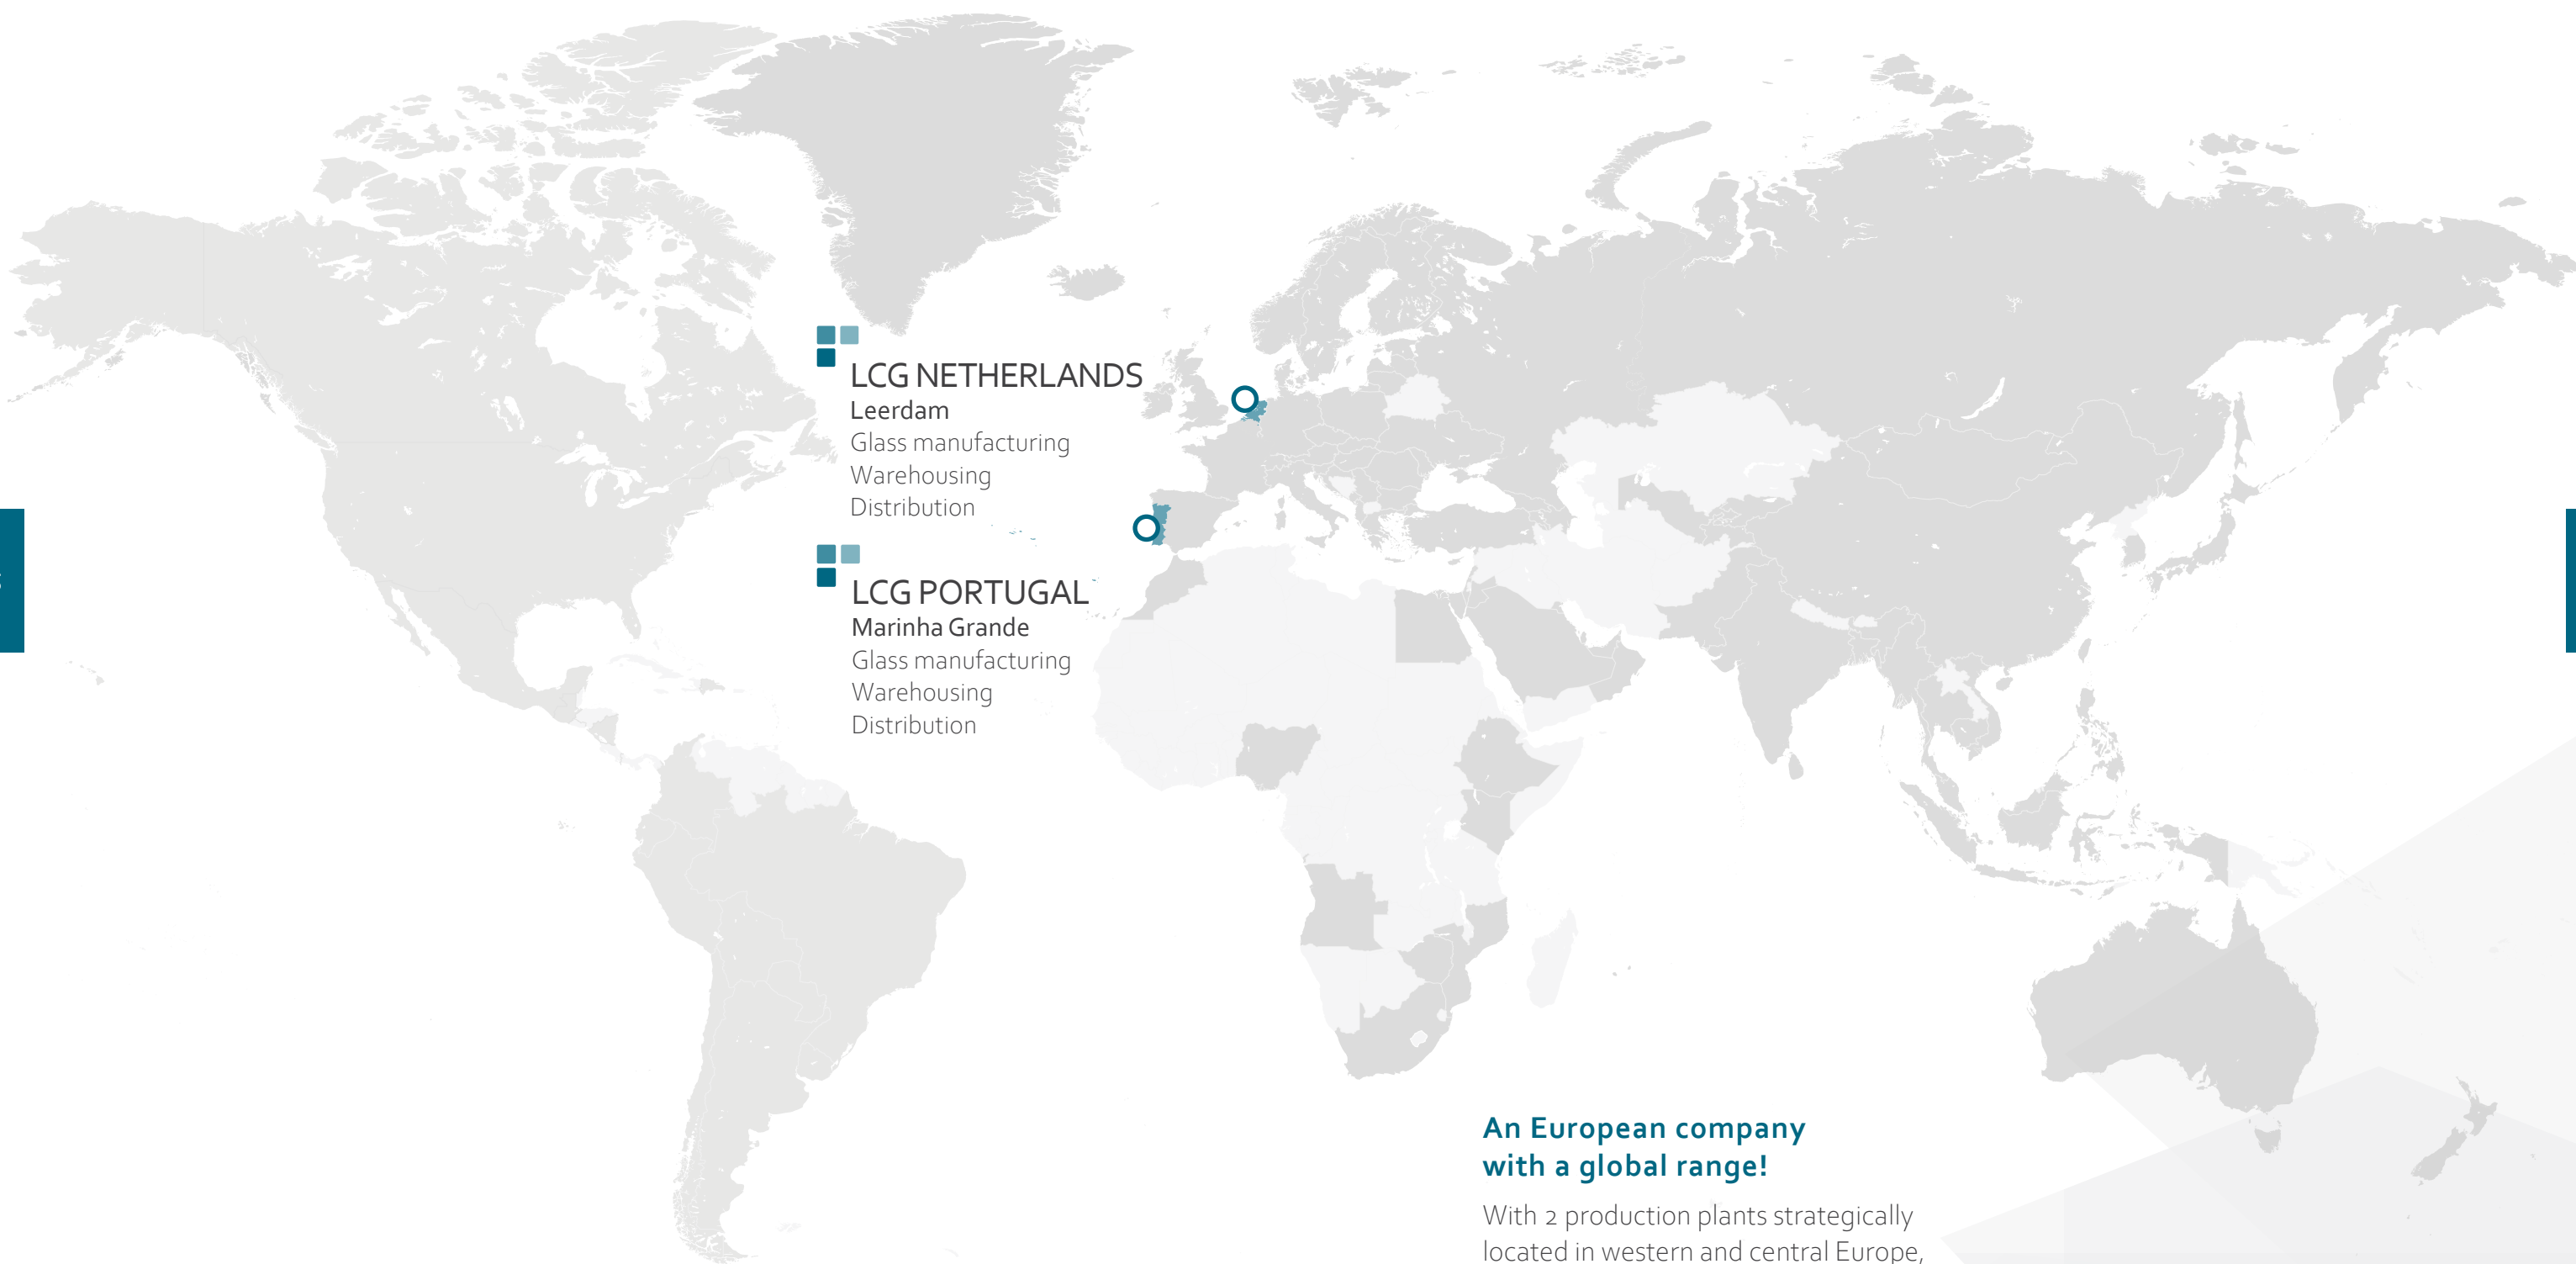 LCG NETHERLANDS
Leerdam
Glass manufacturing
Warehousing
Distribution
LCG PORTUGAL
Marinha Grande
Glass manufacturing
Warehousing
Distribution
An European company
with a global range!
With 2 production plants strategically
located in western and central Europe,